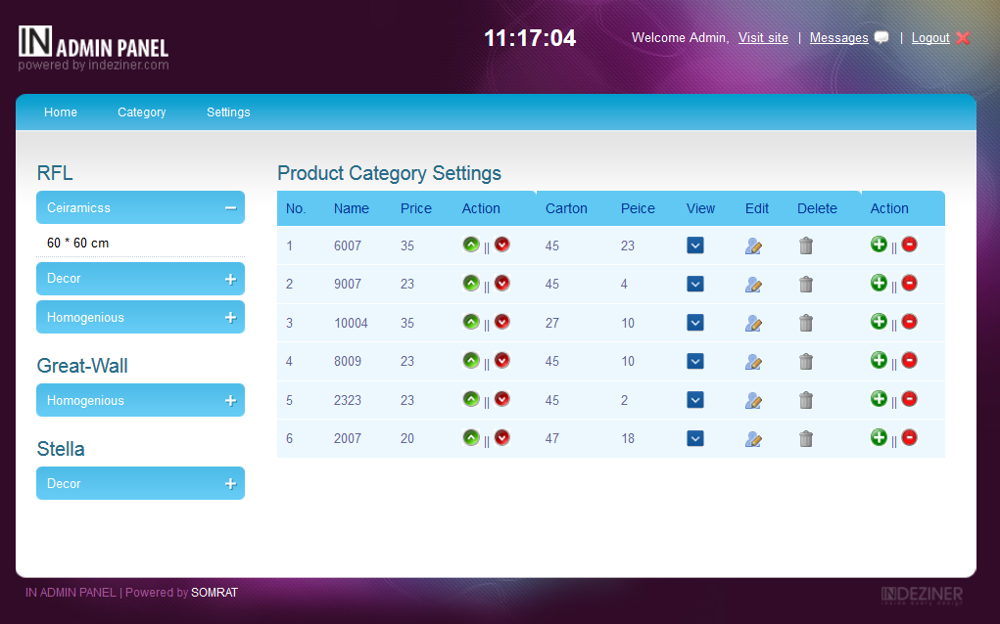 IN ADMIN PANEL
powered by indeziner.com
11:17:04
Welcome Admin, Visit site | Messages | Logout
Home Category Settings
RFL
Ceiramicss
60 * 60 cm
Decor
Homogenious
Great-Wall
Homogenious
Stella
Decor
Product Category Settings
No. Name Price Action Carton Peice View Edit Delete Action
1 6007 35 || 45 23 ||
2 9007 23 || 45 4 ||
3 10004 35 || 27 10 ||
4 8009 23 || 45 10 ||
5 2323 23 || 45 2 ||
6 2007 20 || 47 18 ||
IN ADMIN PANEL | Powered by SOMRAT
INDEZINER
inside every design